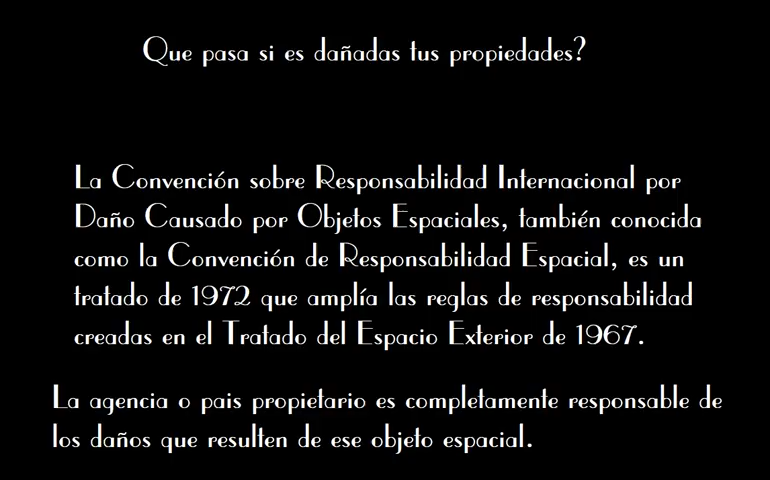 Que pasa si es dañadas tus propiedades?
La Convención sobre Responsabilidad Internacional por
Daño Causado por Objetos Espaciales, también conocida
como la Convención de Responsabilidad Espacial, es un
tratado de 1972 que amplía las reglas de responsabilidad
creadas en el Tratado del Espacio Exterior de 1967.
La agencia o pais propietario es completamente responsable de
los daños que resulten de ese objeto espacial.